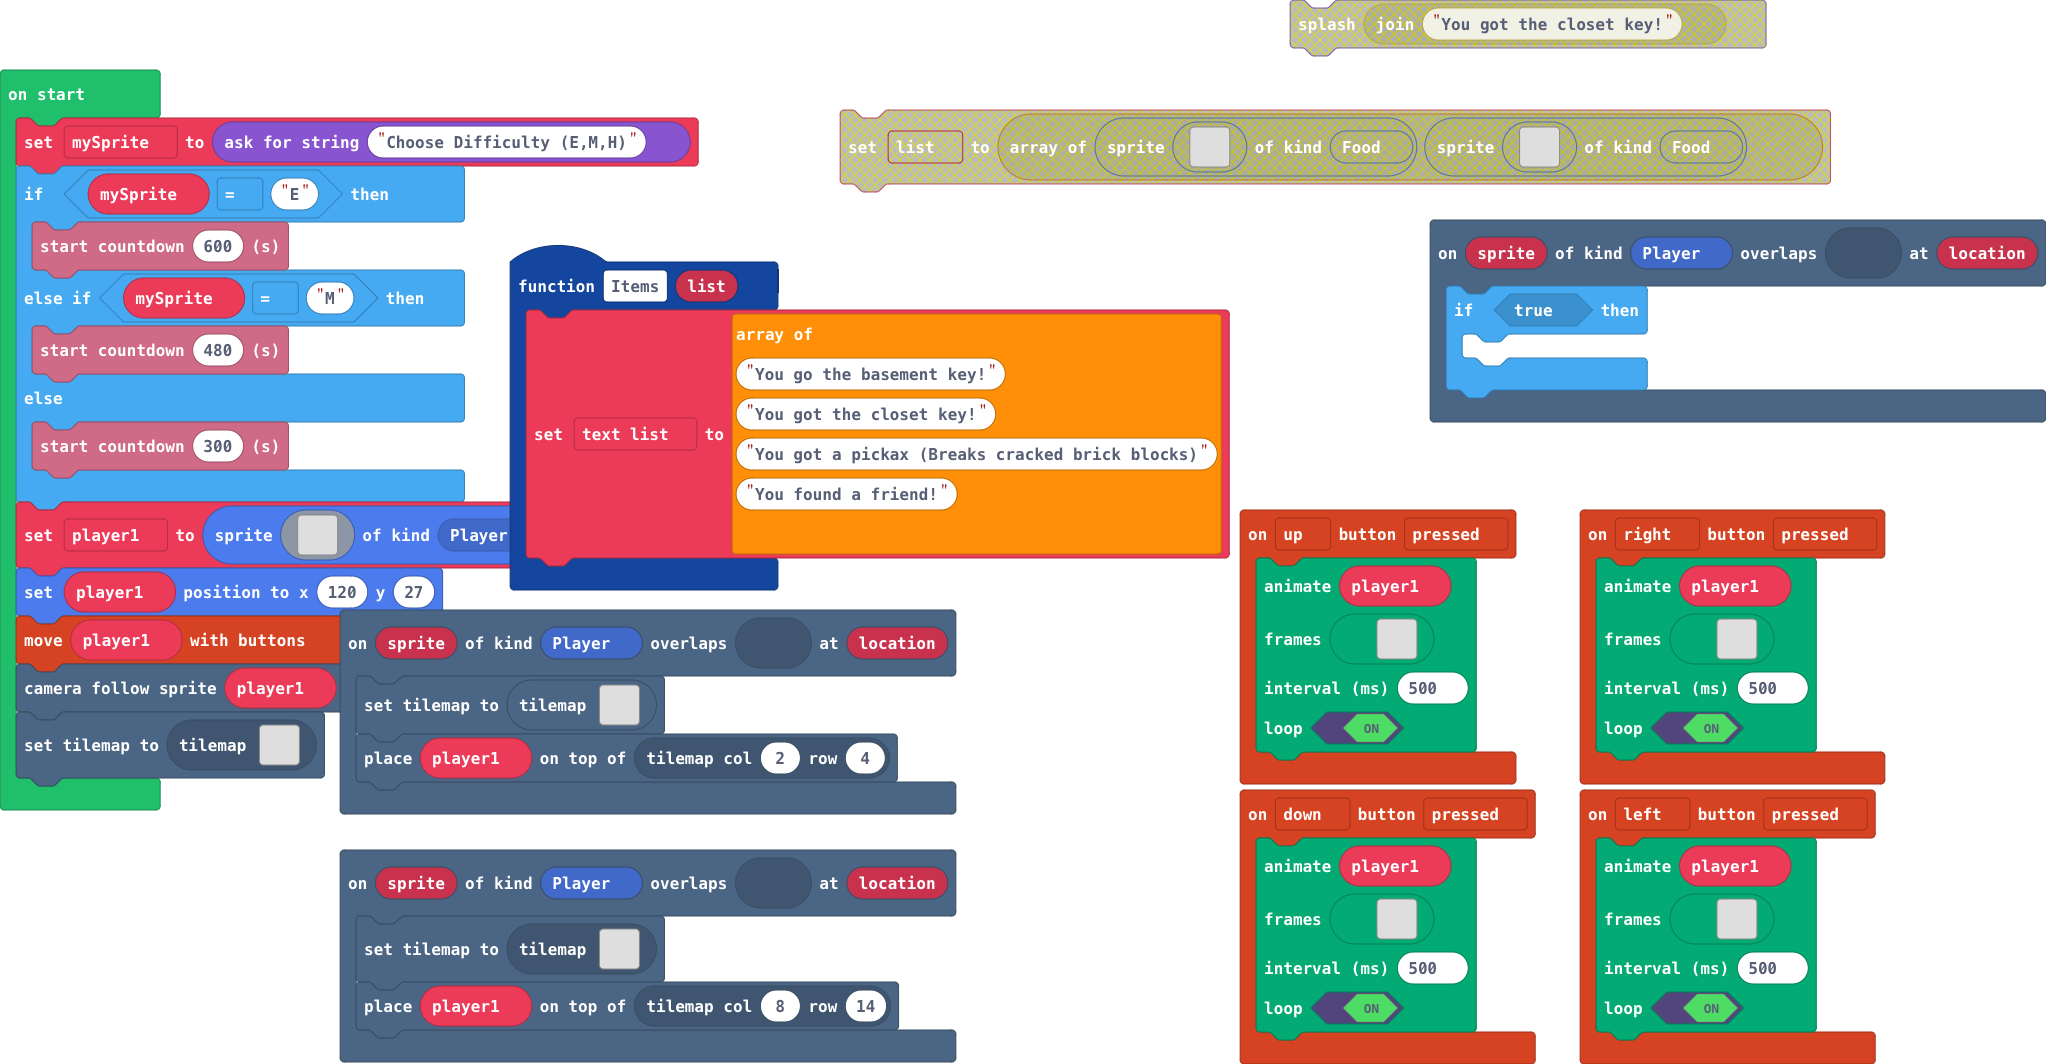 splash join "You got the closet key!"
on start
set mySprite to ask for string "Choose Difficulty (E,M,H)"
if mySprite = "E" then
start countdown 600 (s)
else if mySprite = "M" then
start countdown 480 (s)
else
start countdown 300 (s)
set player1 to sprite of kind Player
set player1 position to x 120 y 27
move player1 with buttons
camera follow sprite player1
set tilemap to tilemap
set list to array of sprite of kind Food sprite of kind Food
function Items list
set text list to array of
"You go the basement key!"
"You got the closet key!"
"You got a pickax (Breaks cracked brick blocks)"
"You found a friend!"
on sprite of kind Player overlaps at location
if true then
on sprite of kind Player overlaps at location
set tilemap to tilemap
place player1 on top of tilemap col 2 row 4
on sprite of kind Player overlaps at location
set tilemap to tilemap
place player1 on top of tilemap col 8 row 14
on up button pressed
animate player1
frames
interval (ms) 500
loop ON
on right button pressed
animate player1
frames
interval (ms) 500
loop ON
on down button pressed
animate player1
frames
interval (ms) 500
loop ON
on left button pressed
animate player1
frames
interval (ms) 500
loop ON